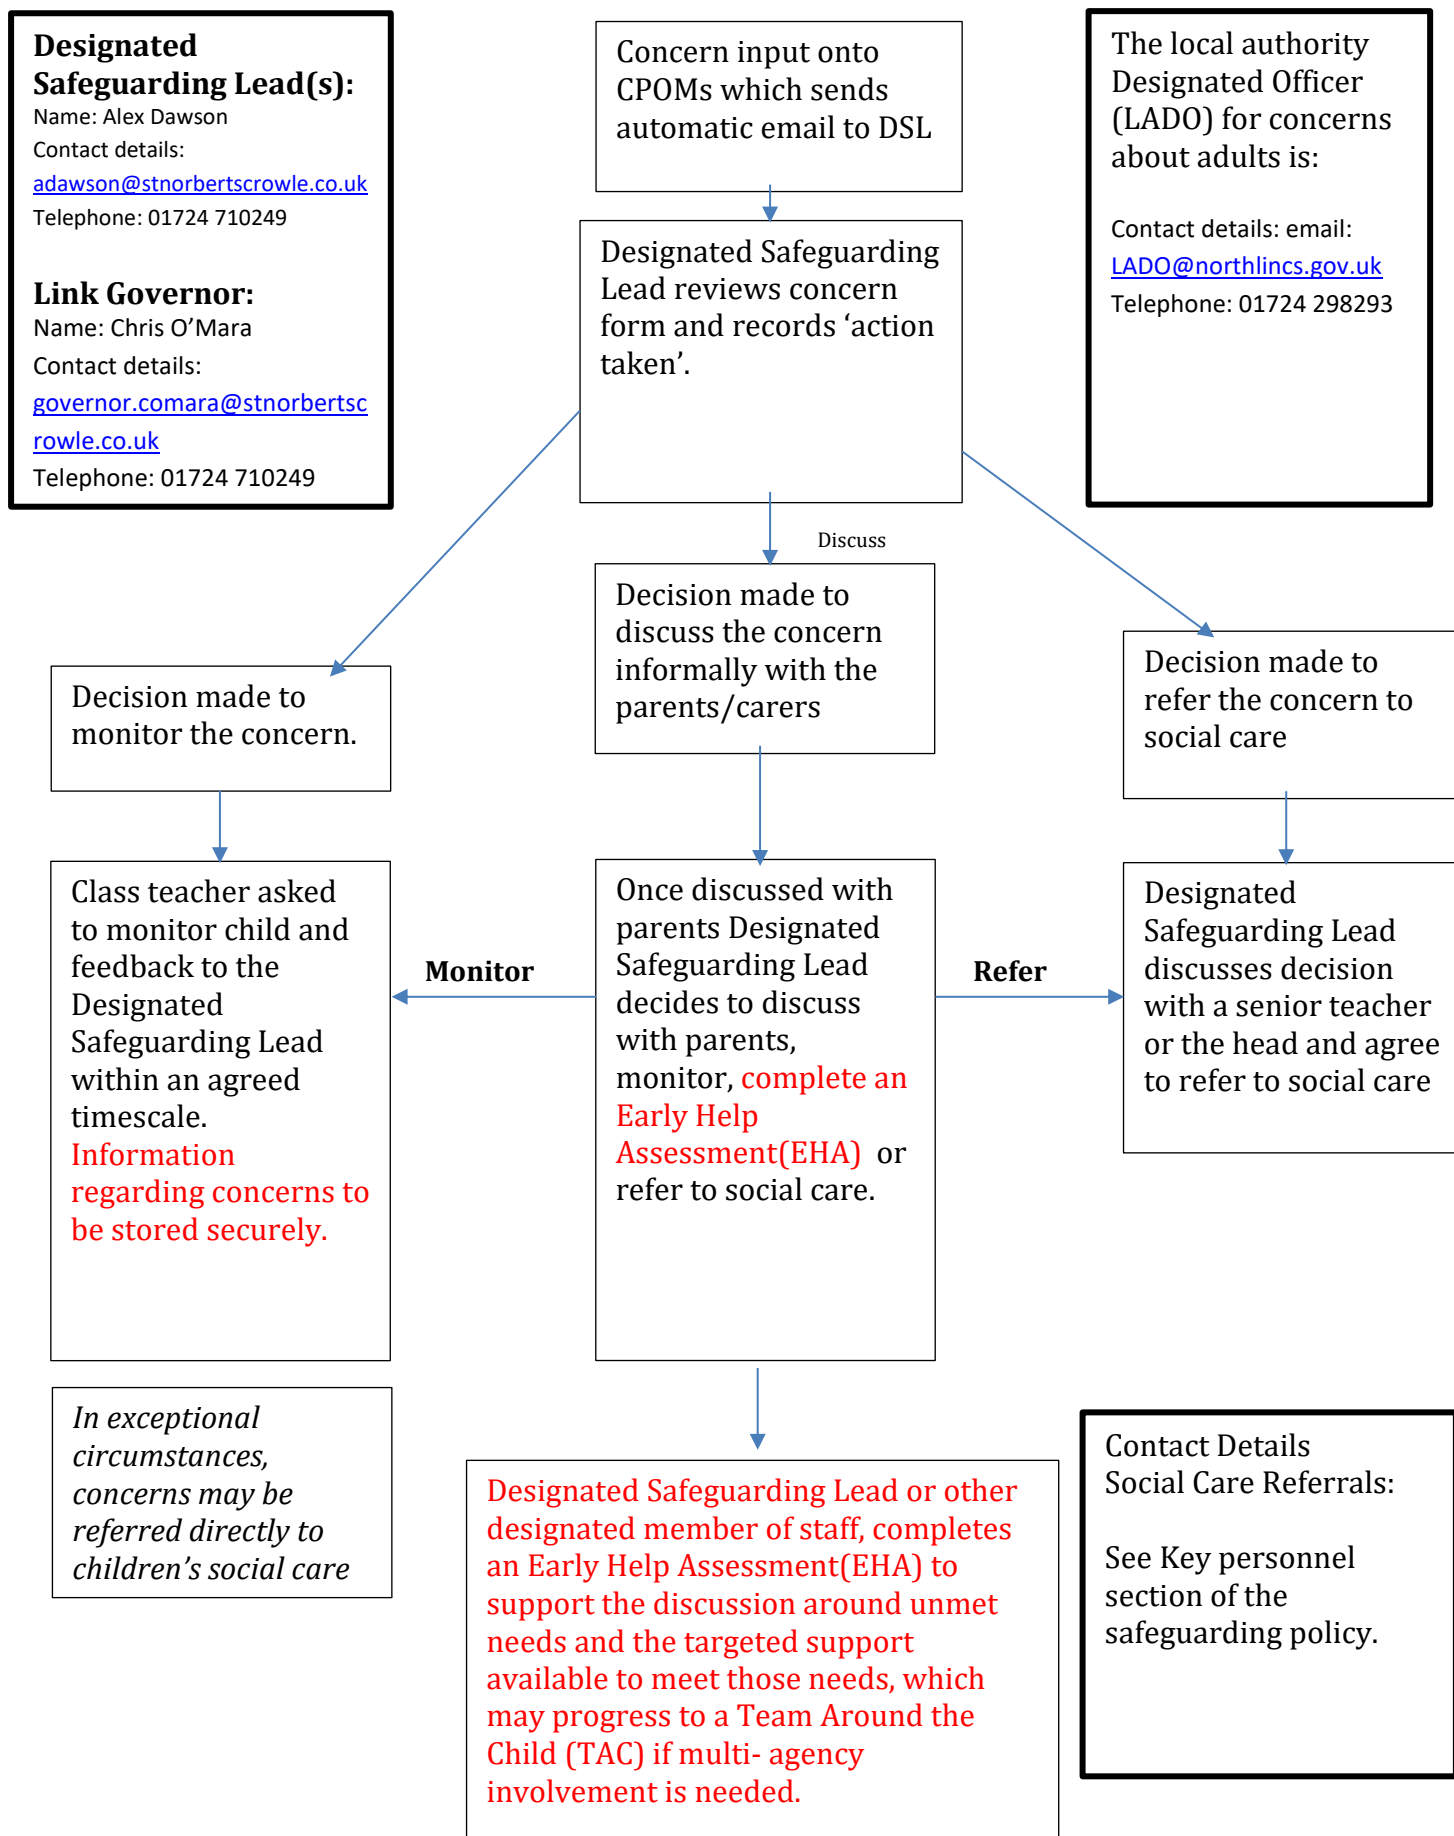 Designated
Safeguarding Lead(s):
Name: Alex Dawson
Contact details:
adawson@stnorbertscrowle.co.uk
Telephone: 01724 710249
Link Governor:
Name: Chris O’Mara
Contact details:
governor.comara@stnorbertsc
rowle.co.uk
Telephone: 01724 710249
Concern input onto
CPOMs which sends
automatic email to DSL
The local authority
Designated Officer
(LADO) for concerns
about adults is:
Contact details: email:
LADO@northlincs.gov.uk
Telephone: 01724 298293
Designated Safeguarding
Lead reviews concern
form and records ‘action
taken’.
Discuss
Decision made to
monitor the concern.
Decision made to
discuss the concern
informally with the
parents/carers
Decision made to
refer the concern to
social care
Class teacher asked
to monitor child and
feedback to the
Designated
Safeguarding Lead
within an agreed
timescale.
Information
regarding concerns to
be stored securely.
Monitor
Once discussed with
parents Designated
Safeguarding Lead
decides to discuss
with parents,
monitor, complete an
Early Help
Assessment(EHA)  or
refer to social care.
Refer
Designated
Safeguarding Lead
discusses decision
with a senior teacher
or the head and agree
to refer to social care
In exceptional
circumstances,
concerns may be
referred directly to
children’s social care
Designated Safeguarding Lead or other
designated member of staff, completes
an Early Help Assessment(EHA) to
support the discussion around unmet
needs and the targeted support
available to meet those needs, which
may progress to a Team Around the
Child (TAC) if multi- agency
involvement is needed.
Contact Details
Social Care Referrals:
See Key personnel
section of the
safeguarding policy.